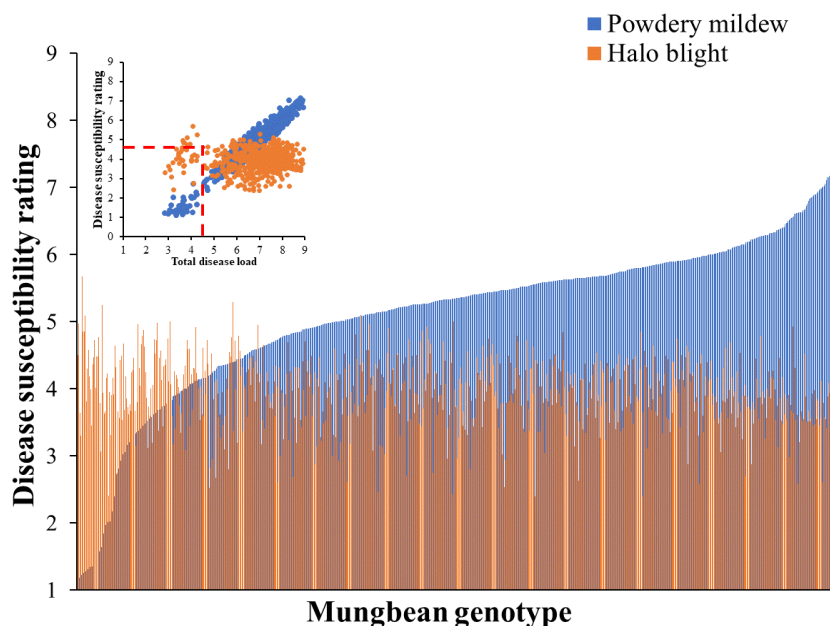 Powdery mildew
Halo blight
9
8
7
6
5
4
3
2
1
Disease susceptibility rating
Mungbean genotype
9
8
7
6
5
4
3
2
1
0
Disease susceptibility rating
1 2 3 4 5 6 7 8 9
Total disease load